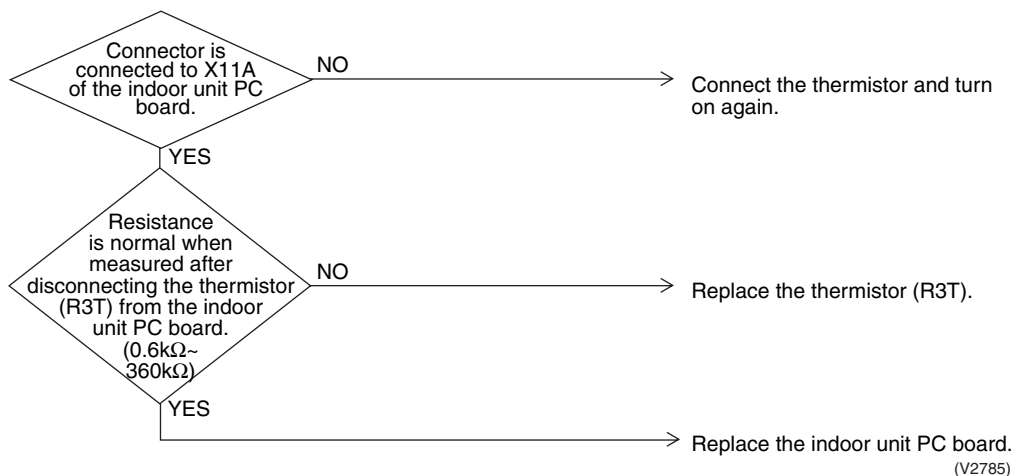 Connector is
connected to X11A
of the indoor unit PC
board.
NO
Connect the thermistor and turn
on again.
YES
Resistance
is normal when
measured after
disconnecting the thermistor
(R3T) from the indoor
unit PC board.
(0.6kΩ~
360kΩ)
NO
Replace the thermistor (R3T).
YES
Replace the indoor unit PC board.
(V2785)